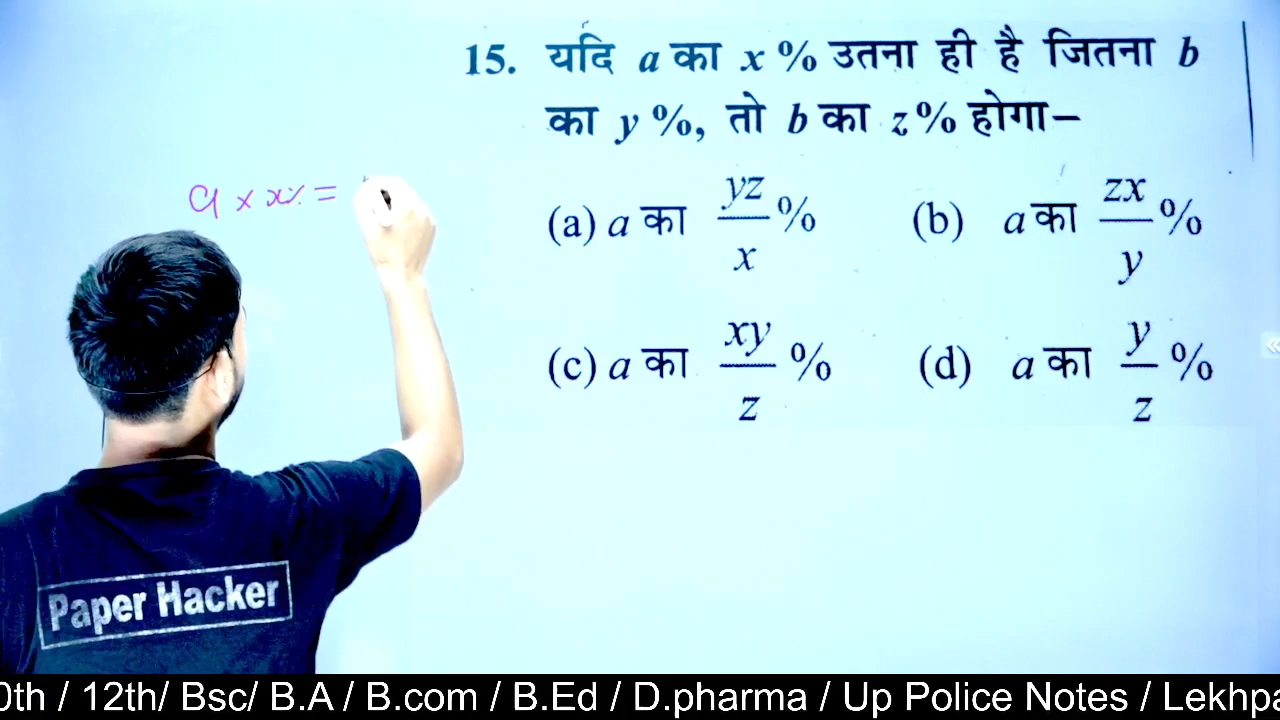 15. यदि a का x % उतना ही है जितना b
का y %, तो b का z% होगा–
a × x% =
(a) a का yz/x %
(b) a का zx/y %
(c) a का xy/z %
(d) a का y/z %
Paper Hacker
0th / 12th/ Bsc/ B.A / B.com / B.Ed / D.pharma / Up Police Notes / Lekhpa